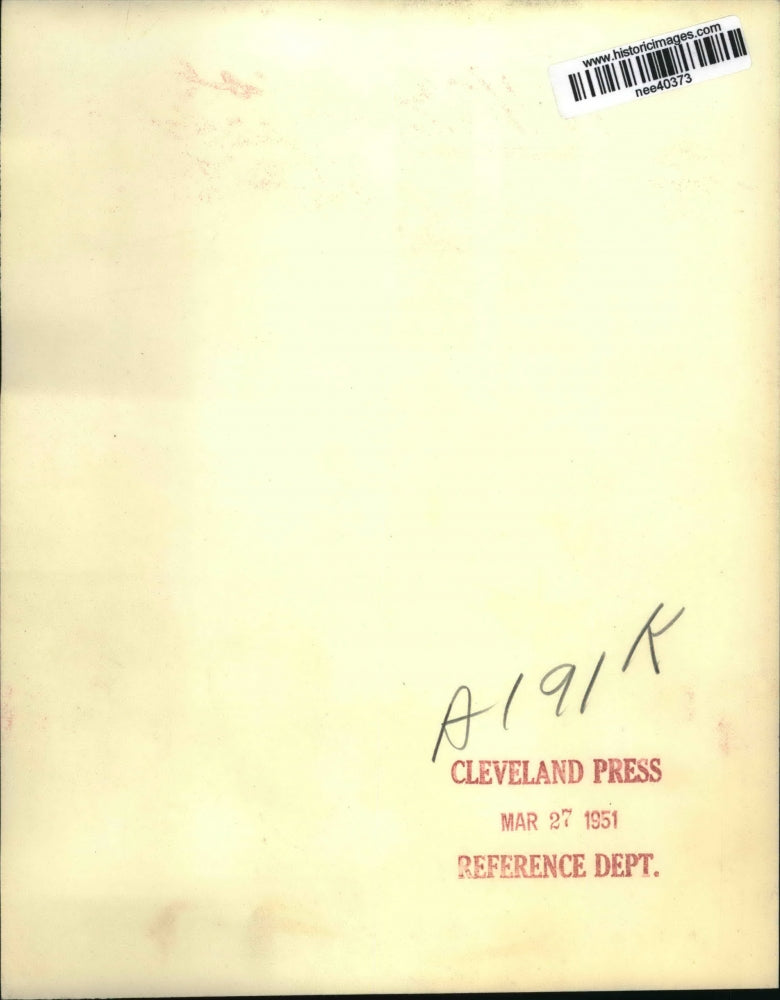 www.historicimages.com
nee40373
A191K
CLEVELAND PRESS
MAR 27 1951
REFERENCE DEPT.